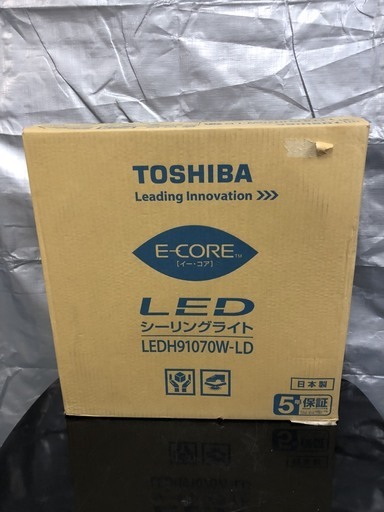 TOSHIBA
Leading Innovation >>>
E-CORE™
[イー・コア]
LED
シーリングライト
LEDH91070W-LD
日本製
5年保証